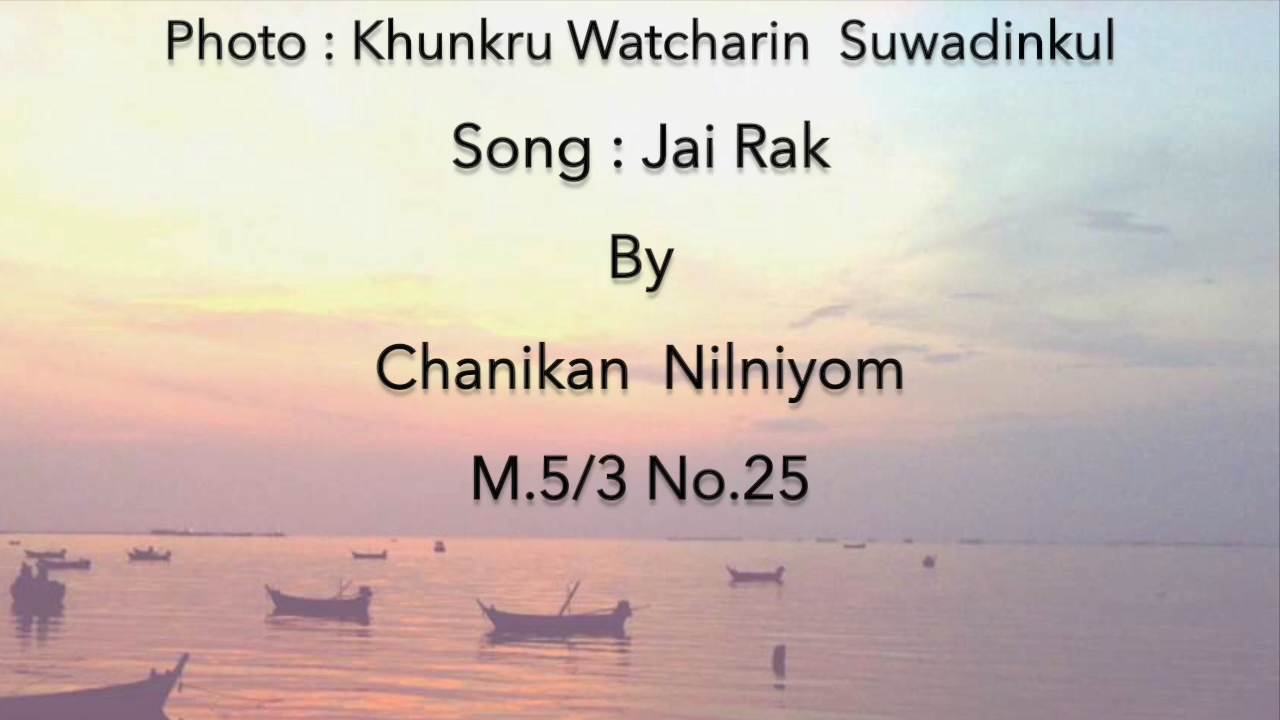 Photo : Khunkru Watcharin  Suwadinkul
Song : Jai Rak
By
Chanikan  Nilniyom
M.5/3 No.25